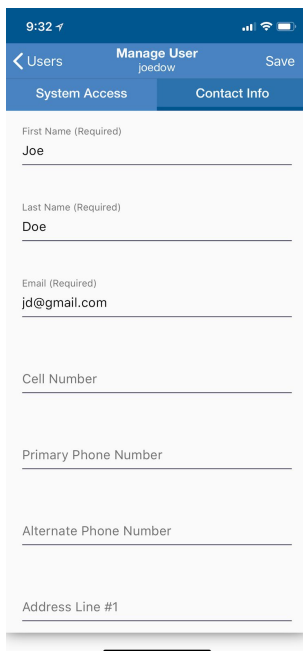 9:32
Users
Manage User
joedow
Save
System Access
Contact Info
First Name (Required)
Joe
Last Name (Required)
Doe
Email (Required)
jd@gmail.com
Cell Number
Primary Phone Number
Alternate Phone Number
Address Line #1